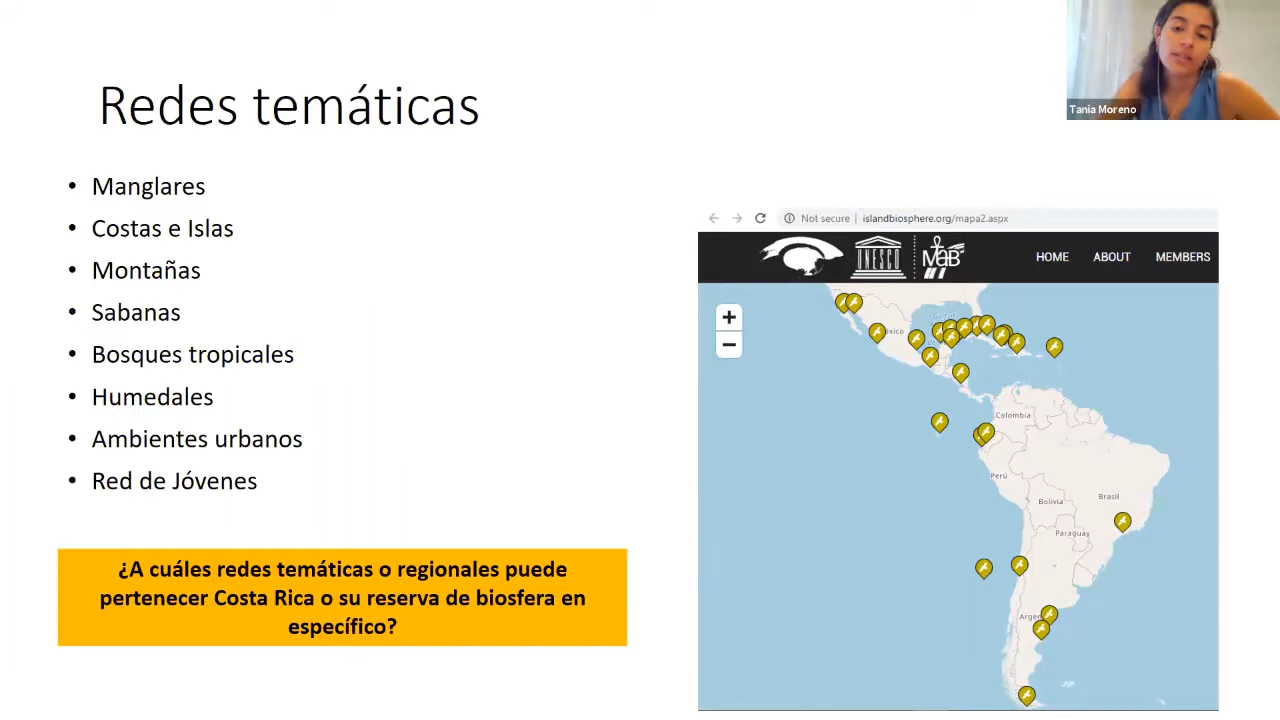 Redes temáticas
• Manglares
• Costas e Islas
• Montañas
• Sabanas
• Bosques tropicales
• Humedales
• Ambientes urbanos
• Red de Jóvenes
¿A cuáles redes temáticas o regionales puede
pertenecer Costa Rica o su reserva de biosfera en
específico?
Tania Moreno
Not secure | islandbiosphere.org/mapa2.aspx
UNESCO
MaB
HOME ABOUT MEMBERS
+
−
México
Colombia
Perú
Brasil
Bolivia
Paraguay